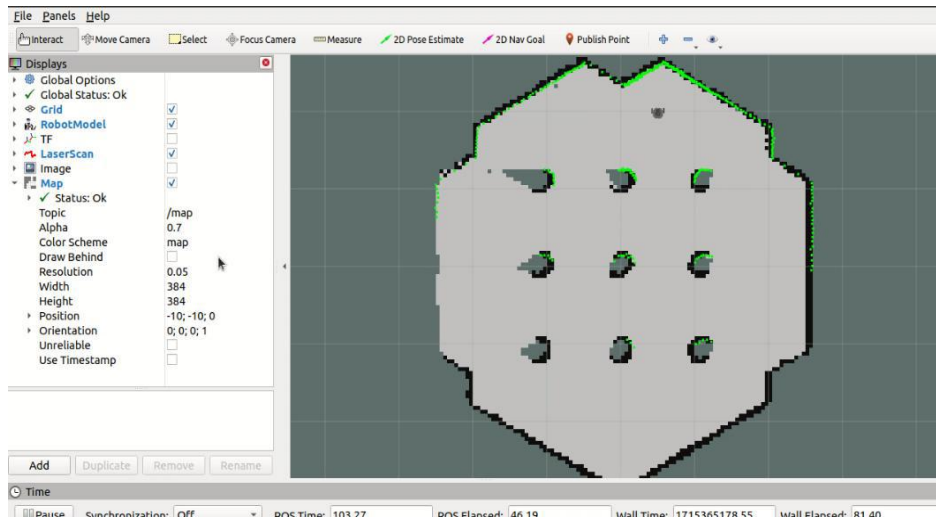 File Panels Help
Interact Move Camera Select Focus Camera Measure 2D Pose Estimate 2D Nav Goal Publish Point
Displays
Global Options
Global Status: Ok
Grid
RobotModel
TF
LaserScan
Image
Map
Status: Ok
Topic /map
Alpha 0.7
Color Scheme map
Draw Behind
Resolution 0.05
Width 384
Height 384
Position -10; -10; 0
Orientation 0; 0; 0; 1
Unreliable
Use Timestamp
Add Duplicate Remove Rename
Time
Pause Synchronization: Off ROS Time: 103.27 ROS Elapsed: 46.19 Wall Time: 1715365178.55 Wall Elapsed: 81.40